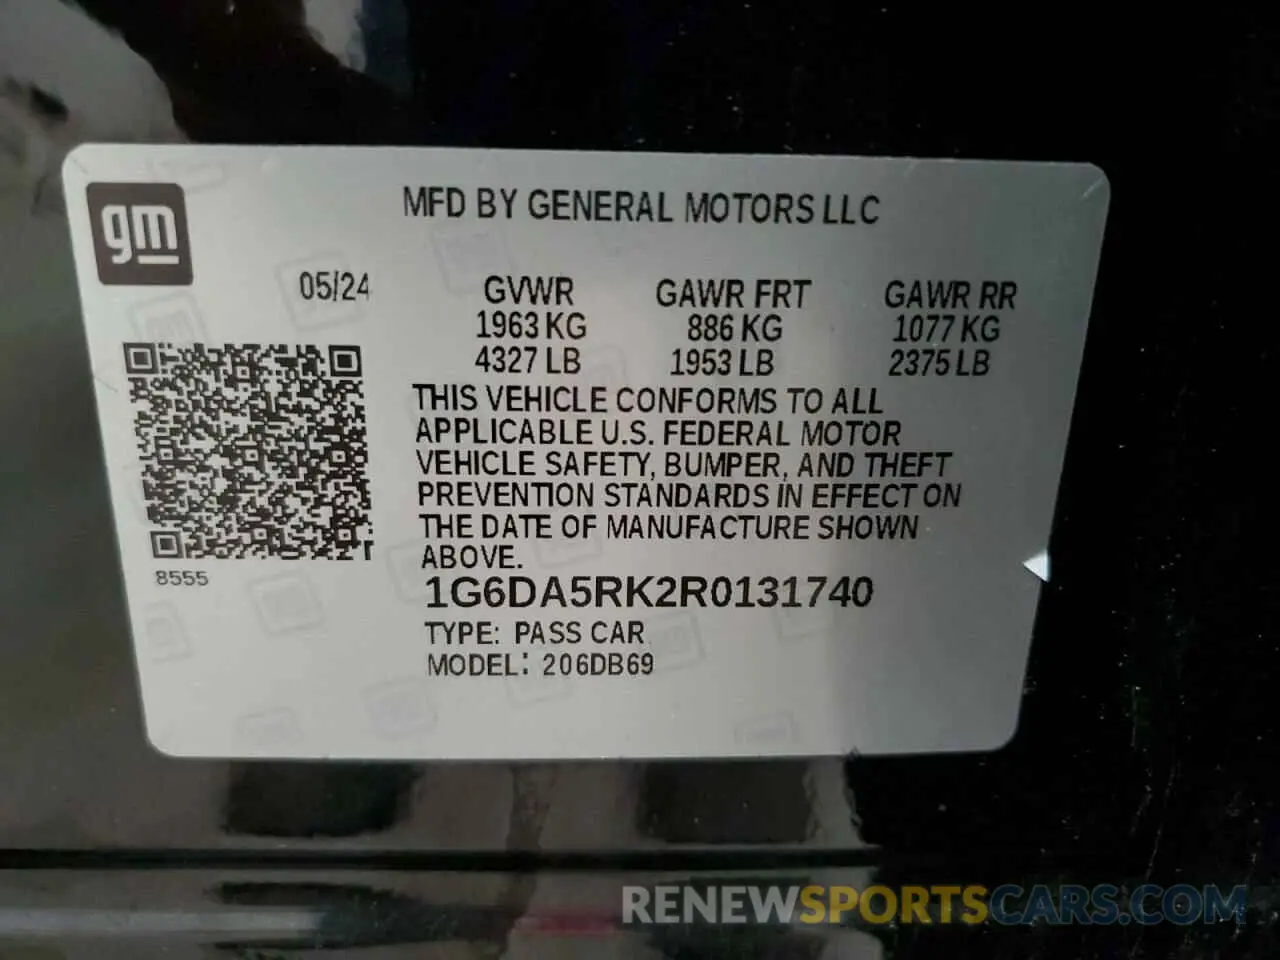 gm
MFD BY GENERAL MOTORS LLC
05/24
GVWR GAWR FRT GAWR RR
1963 KG 886 KG 1077 KG
4327 LB 1953 LB 2375 LB
THIS VEHICLE CONFORMS TO ALL
APPLICABLE U.S. FEDERAL MOTOR
VEHICLE SAFETY, BUMPER, AND THEFT
PREVENTION STANDARDS IN EFFECT ON
THE DATE OF MANUFACTURE SHOWN
ABOVE.
8555
1G6DA5RK2R0131740
TYPE: PASS CAR
MODEL: 206DB69
RENEWSPORTSCARS.COM